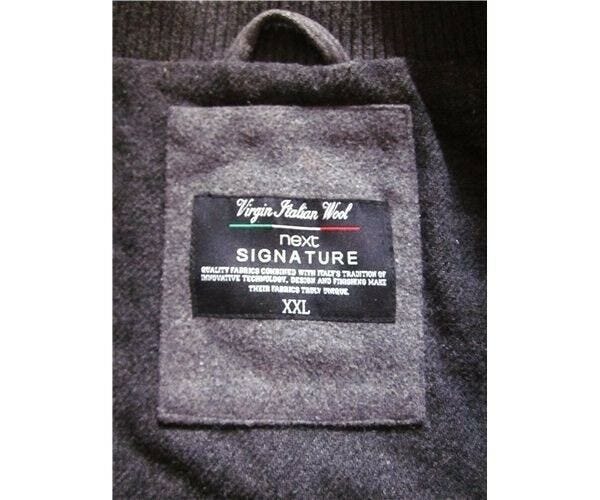 Virgin Italian Wool
next
SIGNATURE
QUALITY FABRICS COMBINED WITH ITALY'S TRADITION OF
INNOVATIVE TECHNOLOGY, DESIGN AND FINISHING MAKE
THEIR FABRICS TRULY UNIQUE.
XXL